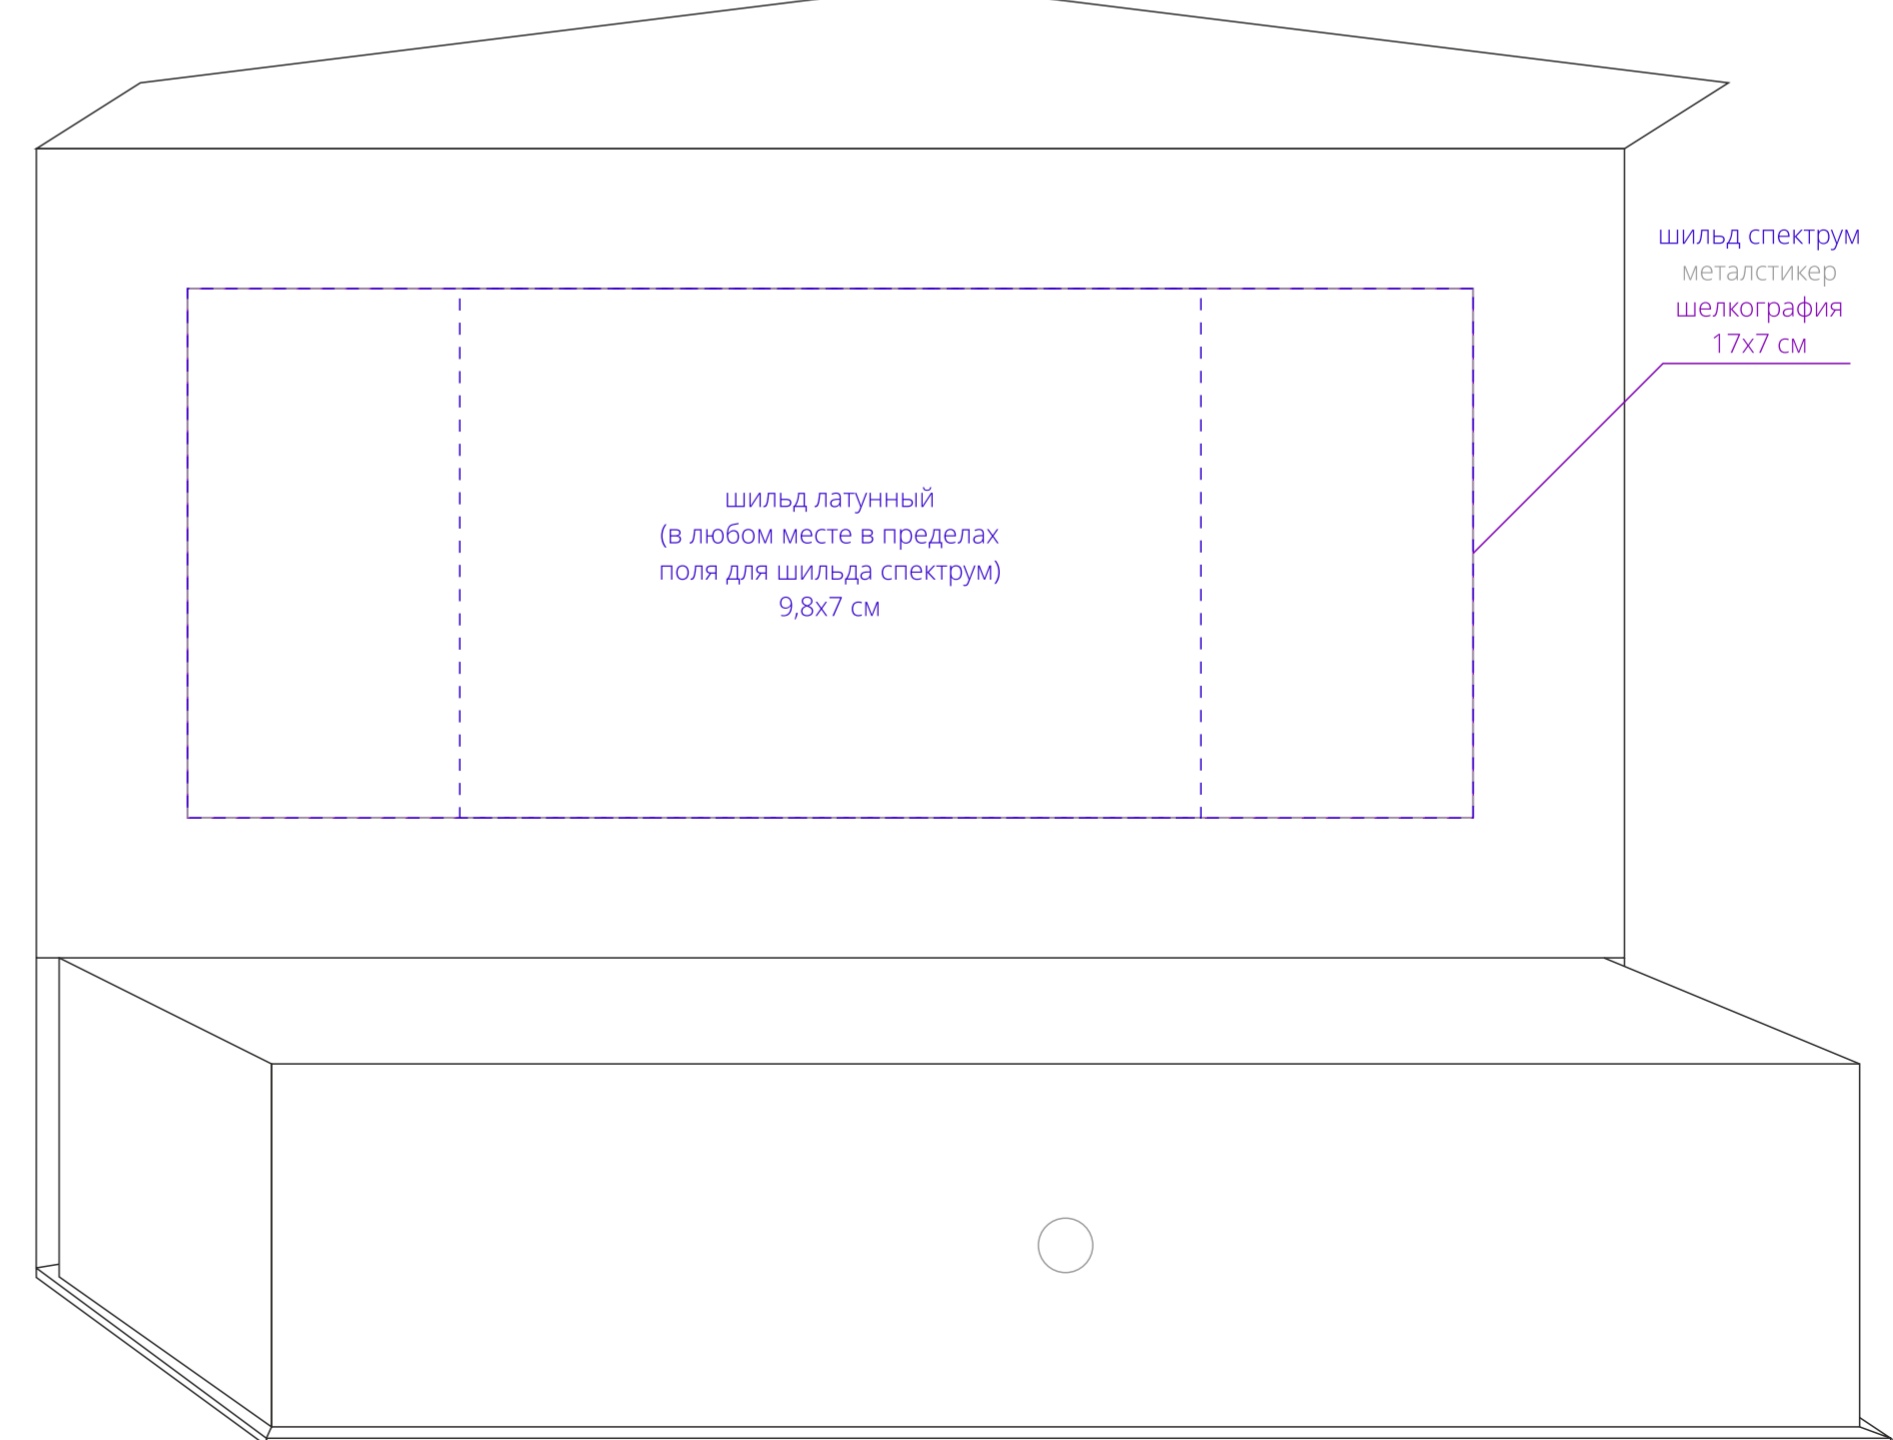 шильд спектрум
металстикер
шелкография
17х7 см
шильд латунный
(в любом месте в пределах
поля для шильда спектрум)
9,8х7 см